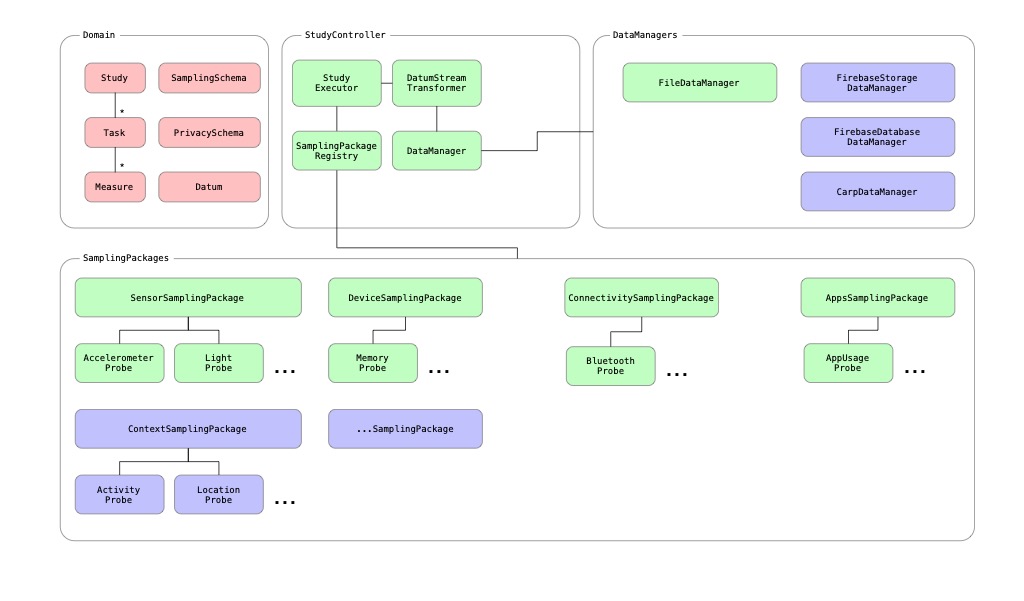 Domain
Study
SamplingSchema
*
Task
PrivacySchema
*
Measure
Datum
StudyController
Study
Executor
DatumStream
Transformer
SamplingPackage
Registry
DataManager
DataManagers
FileDataManager
FirebaseStorage
DataManager
FirebaseDatabase
DataManager
CarpDataManager
SamplingPackages
SensorSamplingPackage
Accelerometer
Probe
Light
Probe
...
DeviceSamplingPackage
Memory
Probe
...
ConnectivitySamplingPackage
Bluetooth
Probe
...
AppsSamplingPackage
AppUsage
Probe
...
ContextSamplingPackage
Activity
Probe
Location
Probe
...
...SamplingPackage